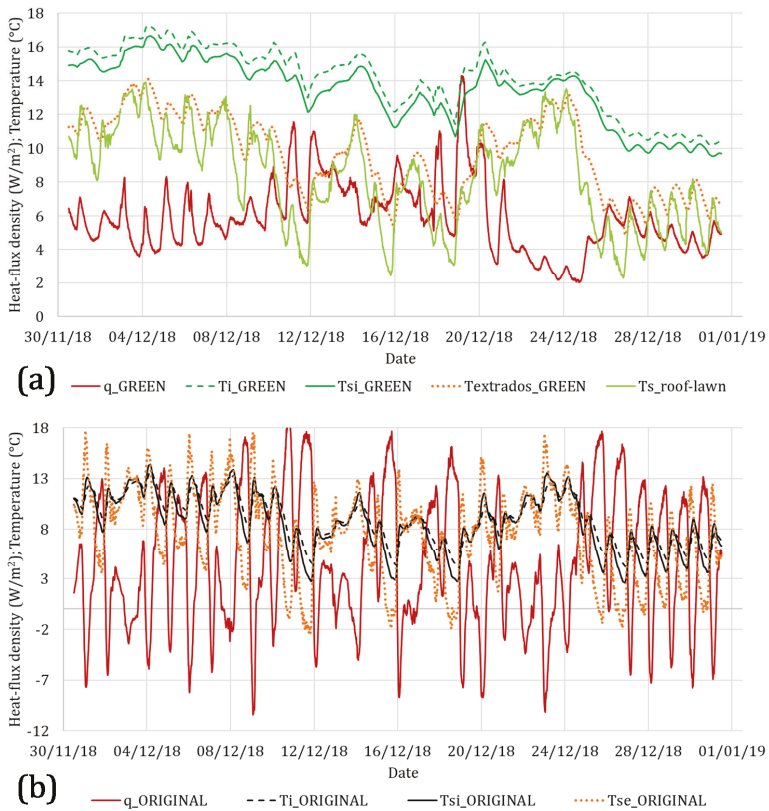 Heat-flux density (W/m²); Temperature (°C)
18
16
14
12
10
8
6
4
2
0
30/11/18 04/12/18 08/12/18 12/12/18 16/12/18 20/12/18 24/12/18 28/12/18 01/01/19
Date
(a)
q_GREEN Ti_GREEN Tsi_GREEN Textrados_GREEN Ts_roof-lawn
Heat-flux density (W/m²); Temperature (°C)
18
13
8
3
-2
-7
-12
30/11/18 04/12/18 08/12/18 12/12/18 16/12/18 20/12/18 24/12/18 28/12/18 01/01/19
Date
(b)
q_ORIGINAL Ti_ORIGINAL Tsi_ORIGINAL Tse_ORIGINAL